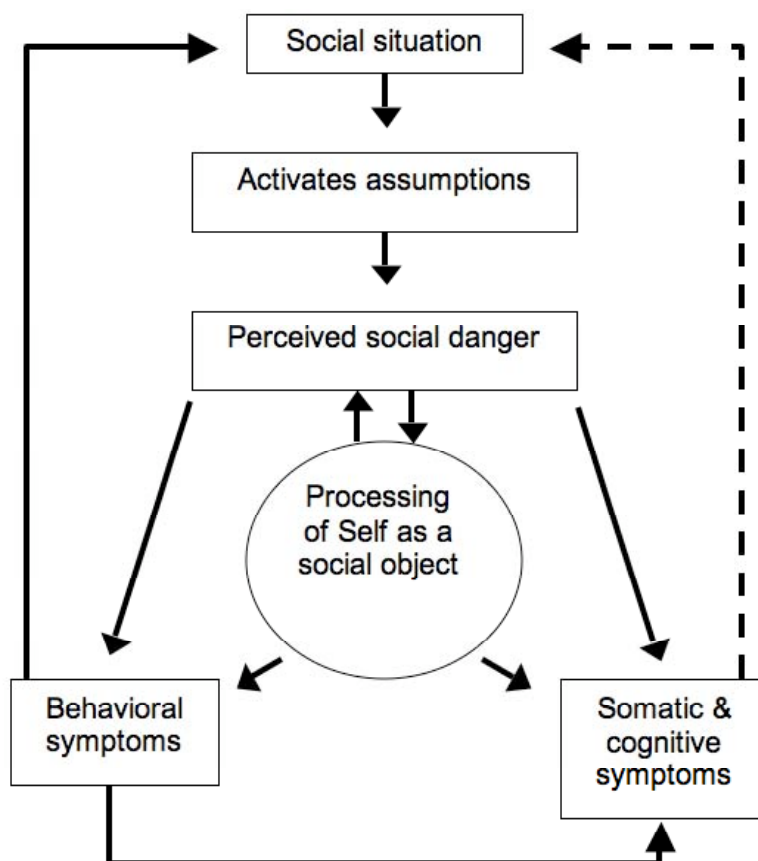 Social situation
Activates assumptions
Perceived social danger
Processing
of Self as a
social object
Behavioral
symptoms
Somatic &
cognitive
symptoms